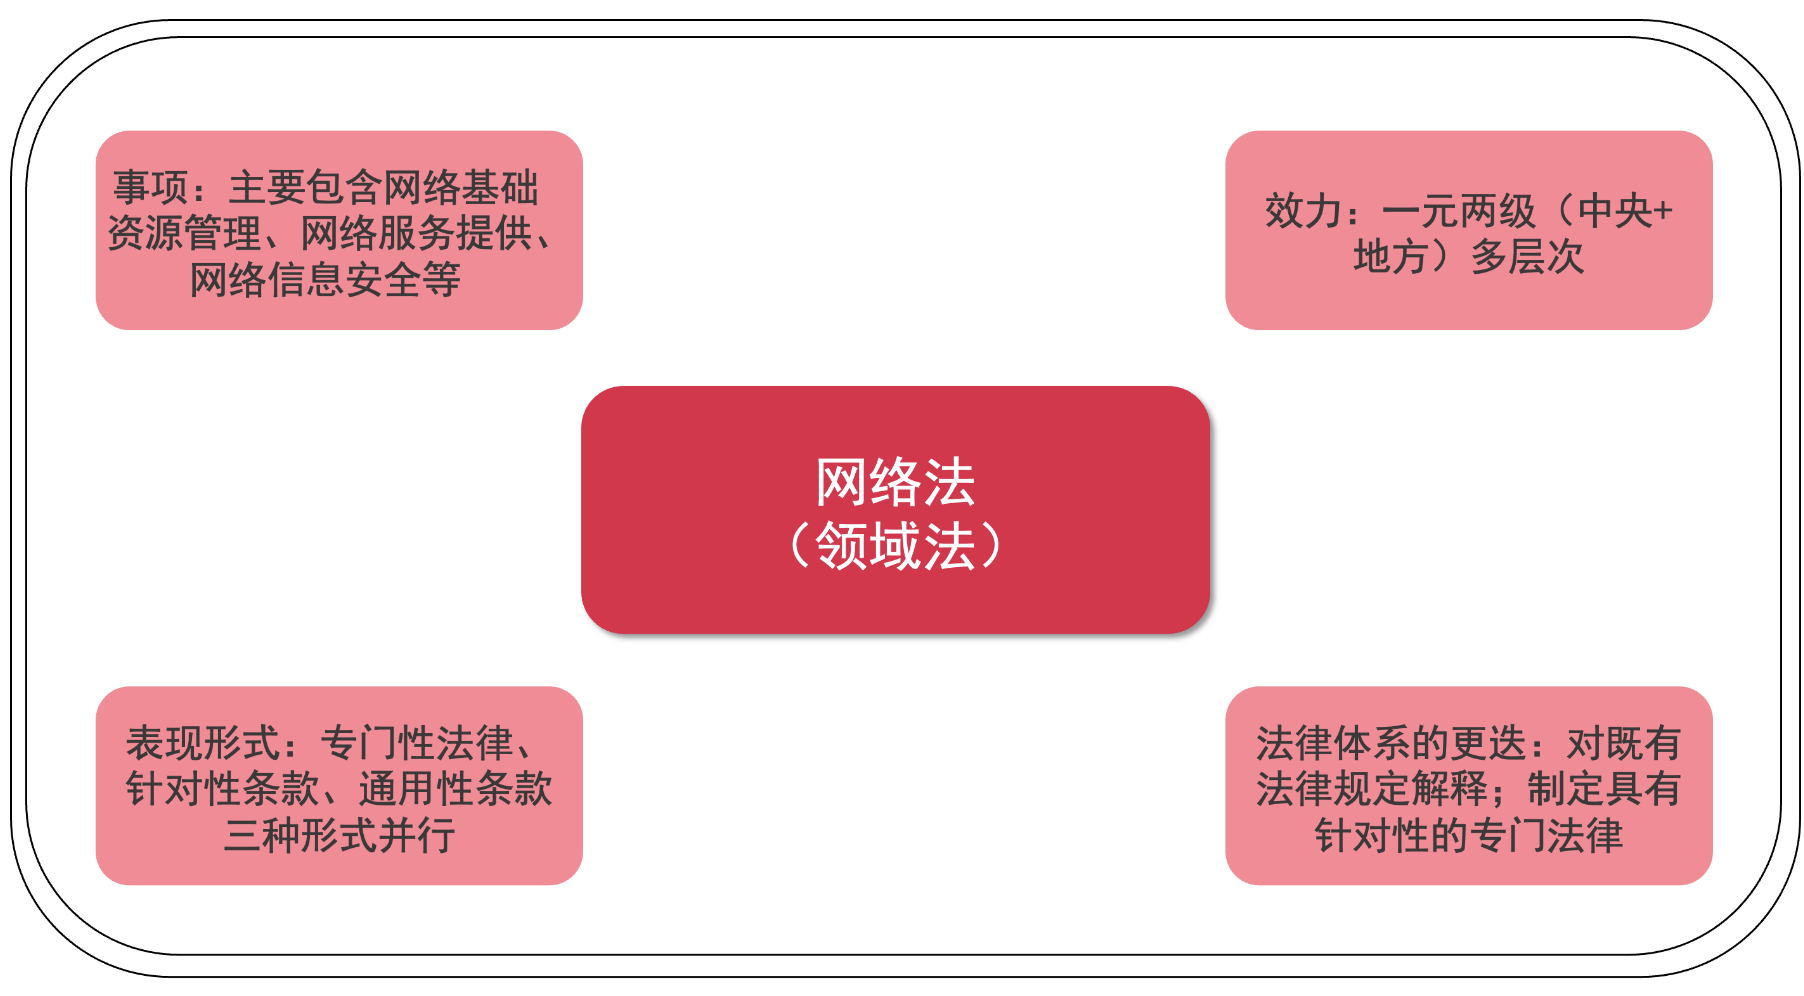 事项：主要包含网络基础
资源管理、网络服务提供、
网络信息安全等
效力：一元两级（中央+
地方）多层次
网络法
（领域法）
表现形式：专门性法律、
针对性条款、通用性条款
三种形式并行
法律体系的更迭：对既有
法律规定解释；制定具有
针对性的专门法律